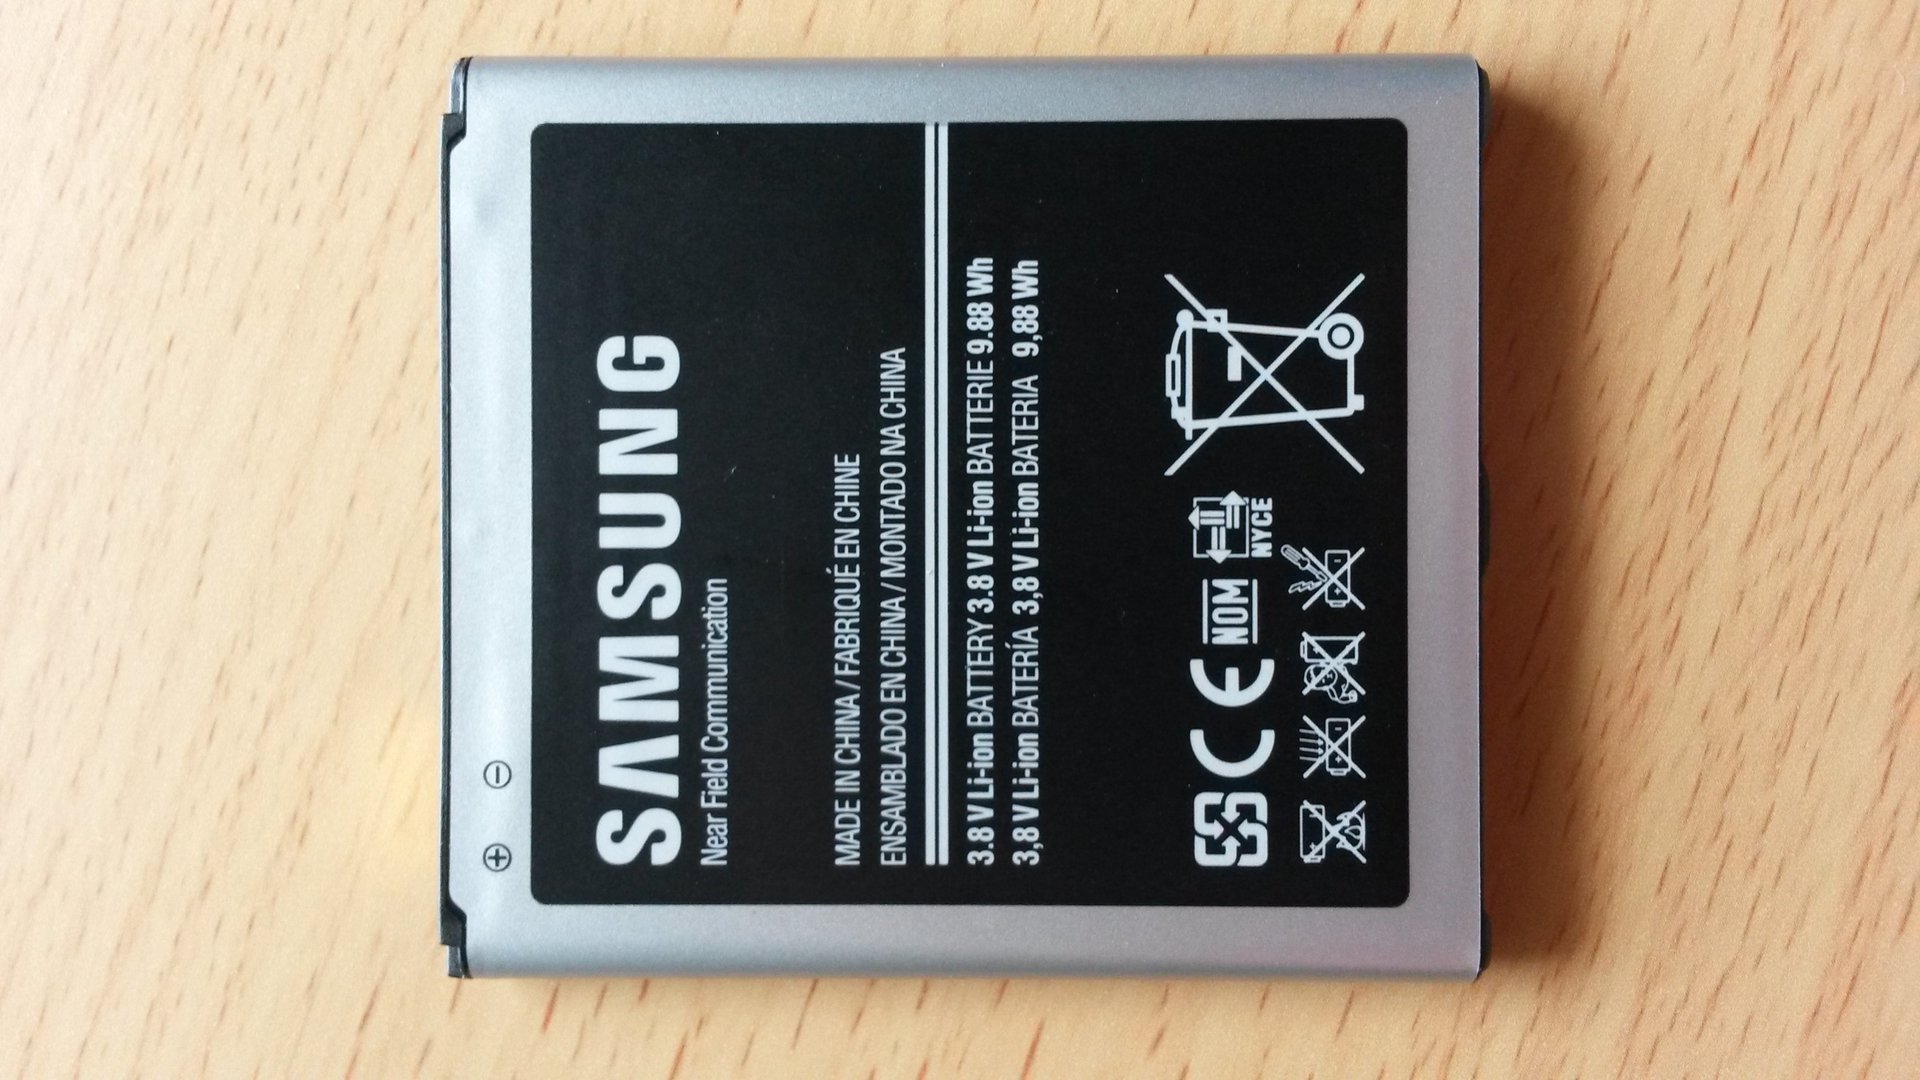 SAMSUNG
Near Field Communication
MADE IN CHINA / FABRIQUÉ EN CHINE
ENSAMBLADO EN CHINA / MONTADO NA CHINA
3.8 V Li-ion BATTERY 3.8 V Li-ion BATTERIE 9.88 Wh
3,8 V Li-ion BATERÍA 3,8 V Li-ion BATERIA 9,88 Wh
CE NOM NYCE